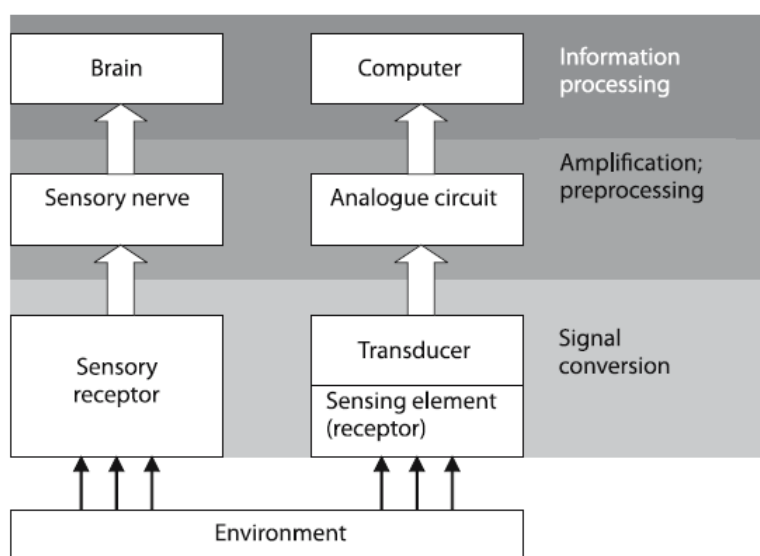 Brain
Computer
Information
processing
Sensory nerve
Analogue circuit
Amplification;
preprocessing
Sensory
receptor
Transducer
Sensing element
(receptor)
Signal
conversion
Environment